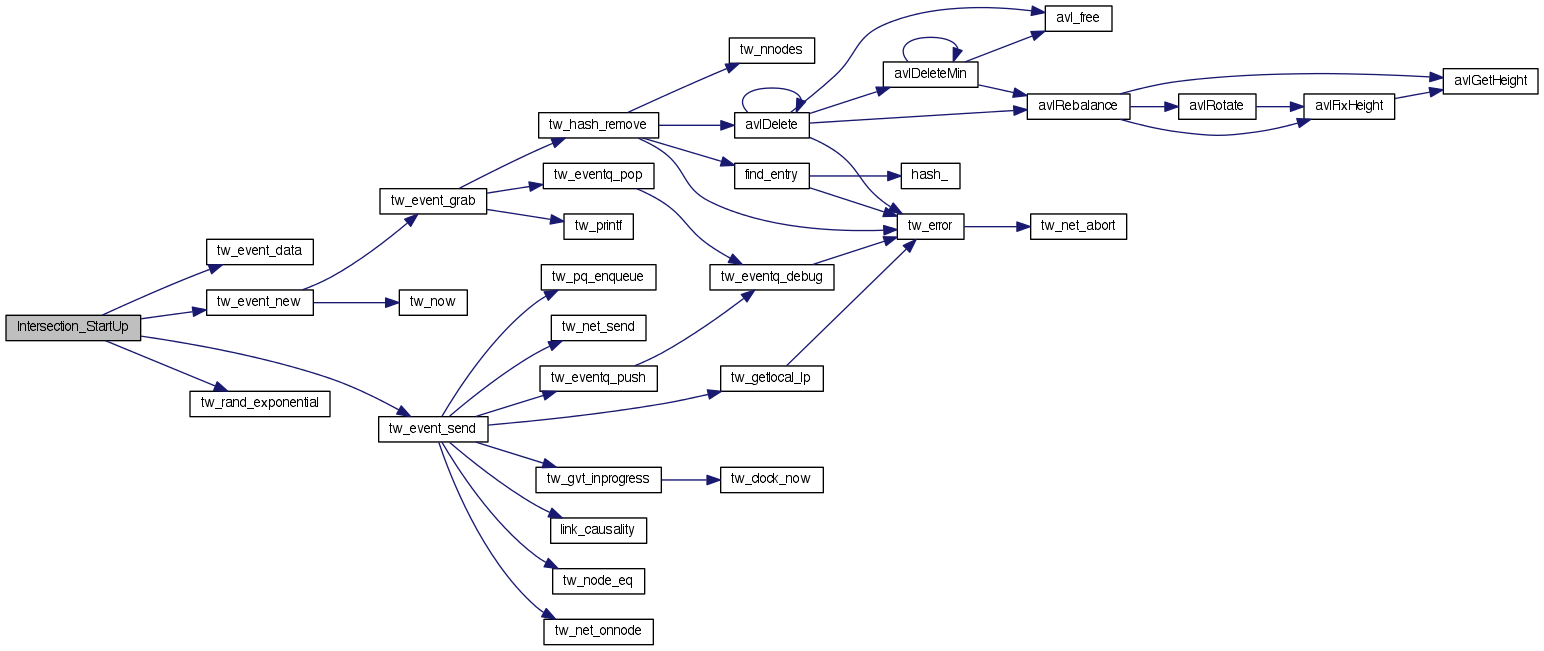 Intersection_StartUp
tw_event_data
tw_event_new
tw_rand_exponential
tw_event_grab
tw_now
tw_event_send
tw_hash_remove
tw_eventq_pop
tw_printf
tw_pq_enqueue
tw_net_send
tw_eventq_push
tw_gvt_inprogress
link_causality
tw_node_eq
tw_net_onnode
tw_nnodes
avlDelete
find_entry
tw_eventq_debug
tw_getlocal_lp
tw_clock_now
avlDeleteMin
hash_
tw_error
avl_free
avlRebalance
tw_net_abort
avlRotate
avlFixHeight
avlGetHeight